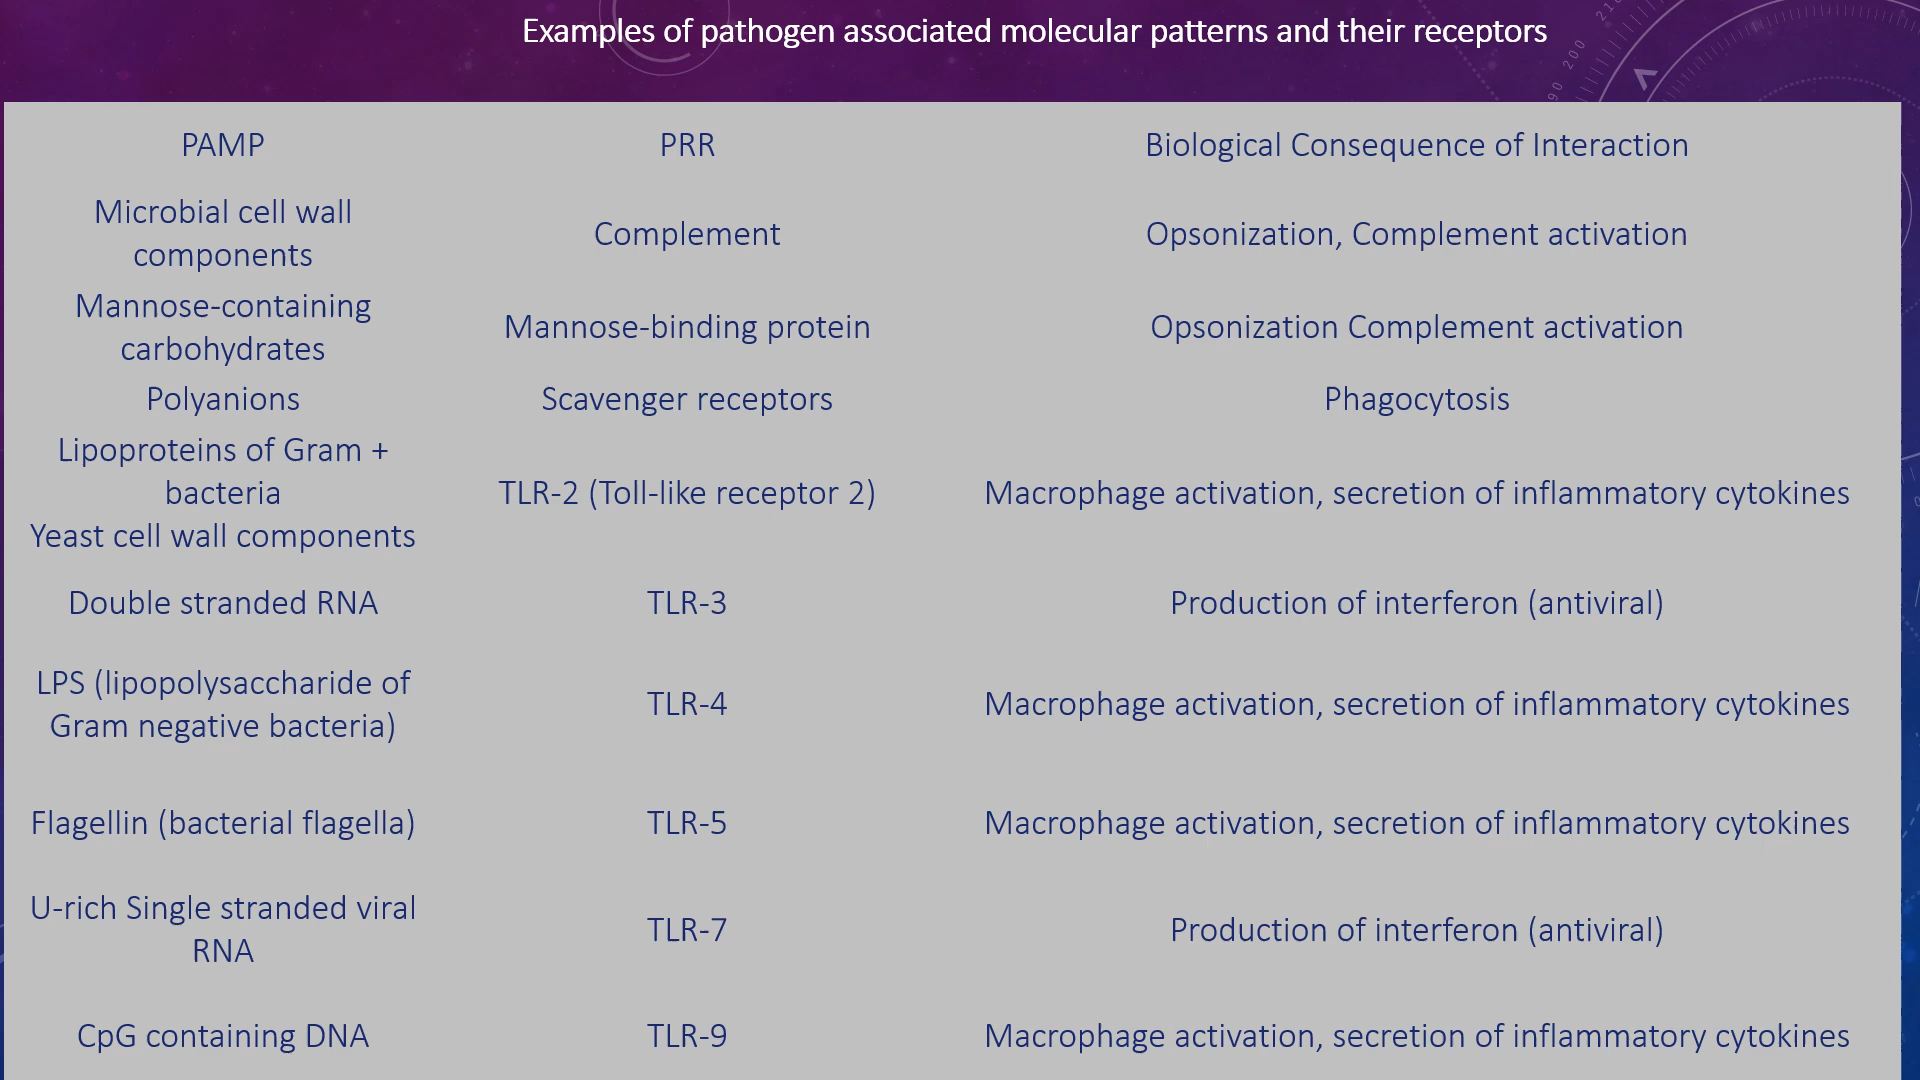 Examples of pathogen associated molecular patterns and their receptors
PAMP
PRR
Biological Consequence of Interaction
Microbial cell wall
components
Complement
Opsonization, Complement activation
Mannose-containing
carbohydrates
Mannose-binding protein
Opsonization Complement activation
Polyanions
Scavenger receptors
Phagocytosis
Lipoproteins of Gram +
bacteria
Yeast cell wall components
TLR-2 (Toll-like receptor 2)
Macrophage activation, secretion of inflammatory cytokines
Double stranded RNA
TLR-3
Production of interferon (antiviral)
LPS (lipopolysaccharide of
Gram negative bacteria)
TLR-4
Macrophage activation, secretion of inflammatory cytokines
Flagellin (bacterial flagella)
TLR-5
Macrophage activation, secretion of inflammatory cytokines
U-rich Single stranded viral
RNA
TLR-7
Production of interferon (antiviral)
CpG containing DNA
TLR-9
Macrophage activation, secretion of inflammatory cytokines
200